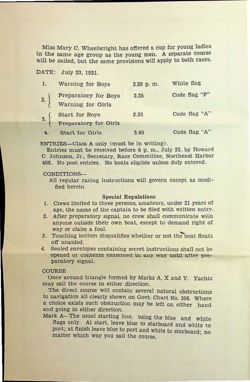 Miss Mary C. Wheelwright has offered a cup for young ladies
in the same age group as the young men. A separate course
will be sailed, but the same provisions will apply to both races.
DATE: July 23, 1931.
1. Warning for Boys 2.20 p. m. White flag
2. { Preparatory for Boys 2.25 Code flag "P"
Warning for Girls
3. { Start for Boys 2.35 Code flag "A"
Preparatory for Girls
4. Start for Girls 2.40 Code flag "A"
ENTRIES—Class A only (must be in writing).
Entries must be received before 6 p. m., July 22, by Howard
C. Johnson, Jr., Secretary, Race Committee, Northeast Harbor
408. No post entries. No boats eligible unless duly entered.
CONDITIONS—
All regular racing instructions will govern except as modi-
fied herein.
Special Regulations
1. Crews limited to three persons, amateurs, under 21 years of
age, the name of the captain to be filed with written entry.
2. After preparatory signal, no crew shall communicate with
anyone outside their own boat, except to demand right of
way or claim a foul.
3. Touching bottom disqualifies whether or not the boat floats
off unaided.
4. Sealed envelopes containing secret instructions shall not be
opened or contents examined in any way until after pre-
paratory signal.
COURSE
Once around triangle formed by Marks A, X and Y. Yachts
may sail the course in either direction.
The direct course will contain several natural obstructions
to navigation all clearly shown on Govt. Chart No. 306. Where
a choice exists such obstruction may be left on either hand
and going in either direction.
Mark A—The usual starting line, using the blue and white
flags only. At start, leave blue to starboard and white to
port; at finish leave blue to port and white to starboard; no
matter which way you sail the course.